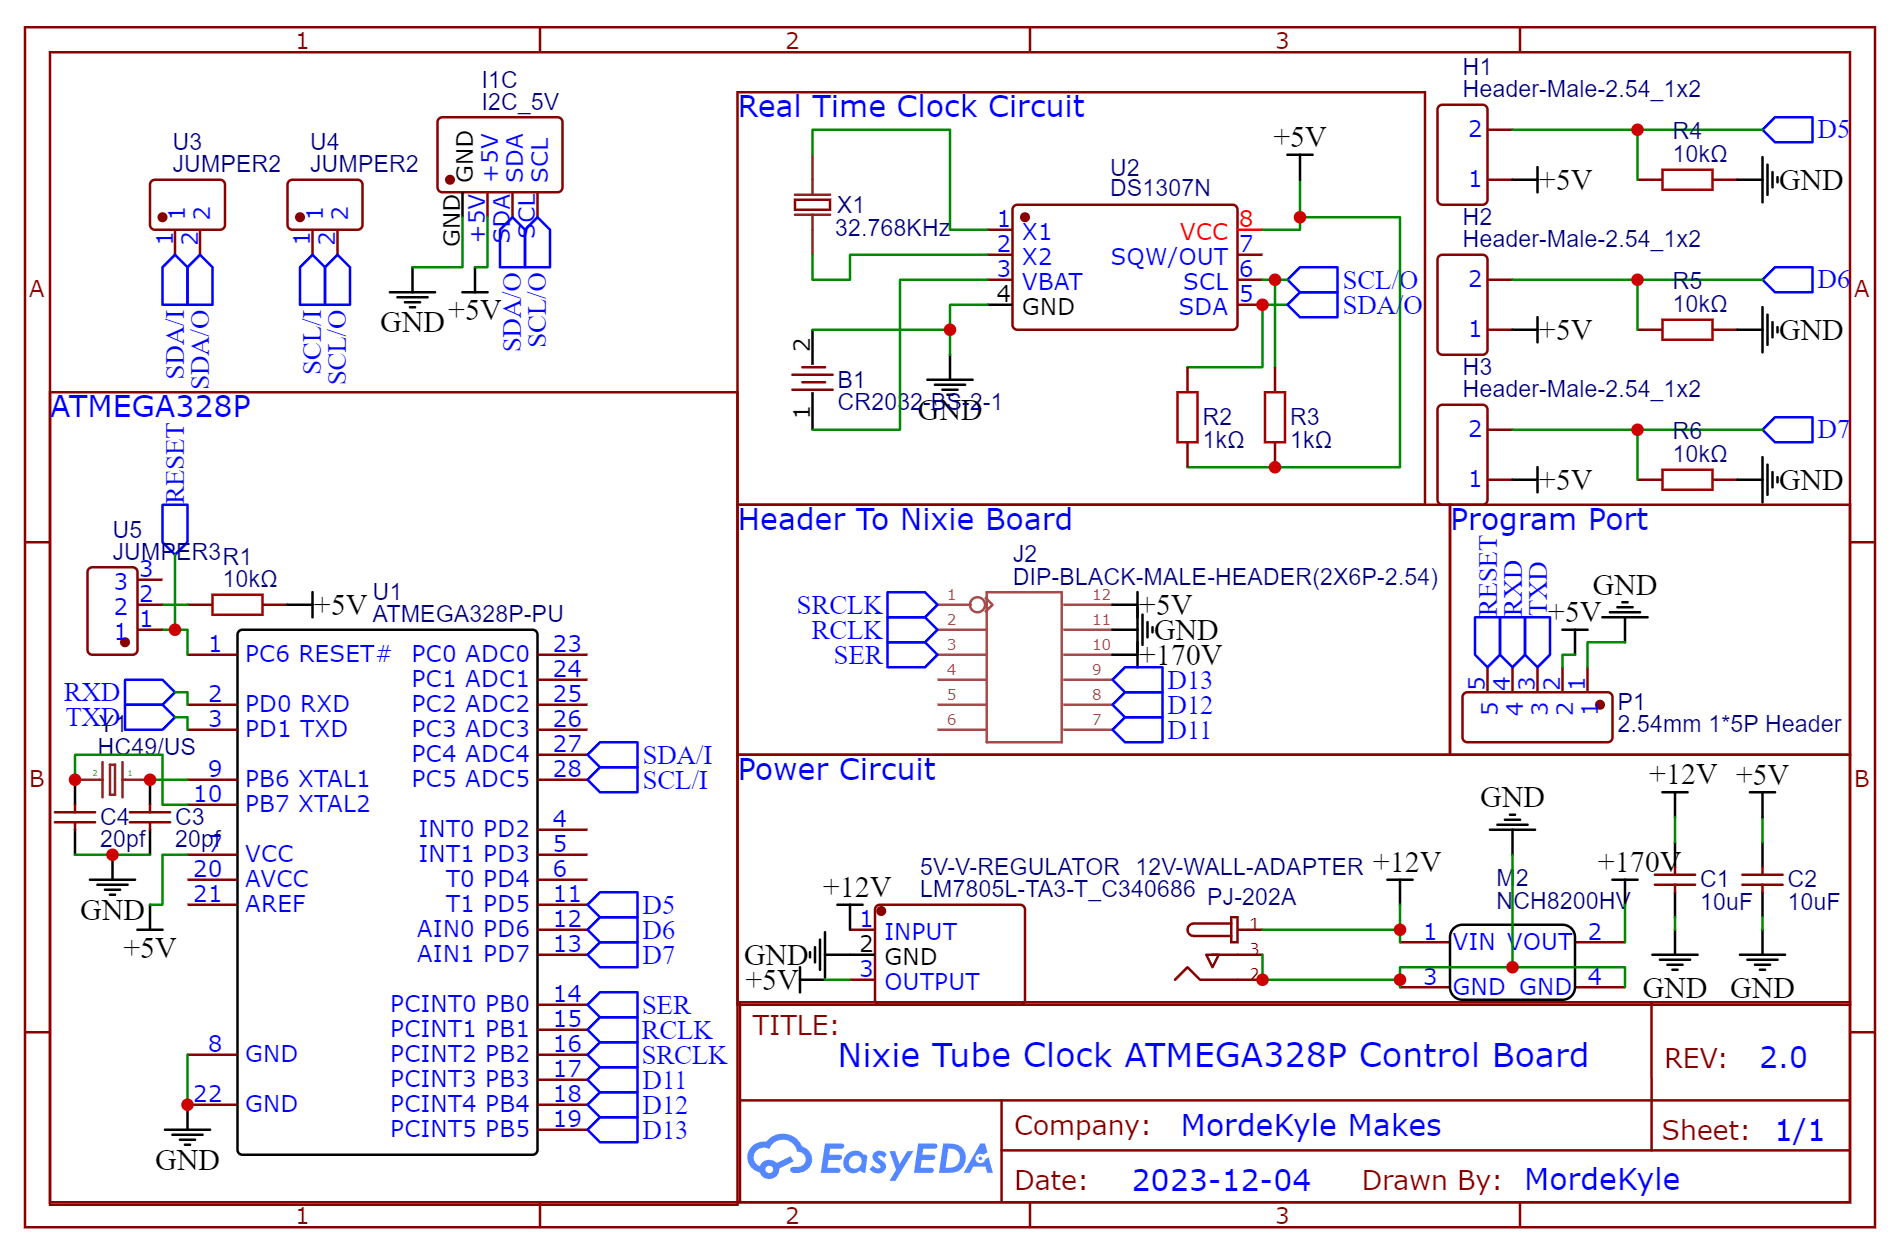 1
2
3
I1C
I2C_5V
GND
+5V
SDA
SCL
GND
+5V
SDA
SCL
GND
+5V
SDA/O
SCL/O
U3
JUMPER2
1
2
1
2
SDA/I
SDA/O
U4
JUMPER2
1
2
1
2
SCL/I
SCL/O
A
Real Time Clock Circuit
X1
32.768KHz
U2
DS1307N
1
X1
2
X2
3
VBAT
4
GND
VCC
8
SQW/OUT
7
SCL
6
SDA
5
+5V
SCL/O
SDA/O
2
B1
CR2032-BS-2-1
1
GND
R2
1kΩ
R3
1kΩ
H1
Header-Male-2.54_1x2
2
1
+5V
R4
10kΩ
D5
GND
H2
Header-Male-2.54_1x2
2
1
+5V
R5
10kΩ
D6
GND
A
H3
Header-Male-2.54_1x2
2
1
+5V
R6
10kΩ
D7
GND
ATMEGA328P
RESET
U5
JUMPER3
3
2
1
3
2
1
R1
10kΩ
+5V
U1
ATMEGA328P-PU
1
PC6 RESET#
RXD
2
PD0 RXD
TXD
3
PD1 TXD
Y1
HC49/US
2
1
9
PB6 XTAL1
10
PB7 XTAL2
C4
20pf
C3
20pf
7
VCC
20
AVCC
21
AREF
GND
+5V
8
GND
22
GND
GND
PC0 ADC0
23
PC1 ADC1
24
PC2 ADC2
25
PC3 ADC3
26
PC4 ADC4
27
SDA/I
PC5 ADC5
28
SCL/I
INT0 PD2
4
INT1 PD3
5
T0 PD4
6
T1 PD5
11
D5
AIN0 PD6
12
D6
AIN1 PD7
13
D7
PCINT0 PB0
14
SER
PCINT1 PB1
15
RCLK
PCINT2 PB2
16
SRCLK
PCINT3 PB3
17
D11
PCINT4 PB4
18
D12
PCINT5 PB5
19
D13
B
Header To Nixie Board
J2
DIP-BLACK-MALE-HEADER(2X6P-2.54)
SRCLK
1
12
+5V
RCLK
2
11
GND
SER
3
10
+170V
4
9
D13
5
8
D12
6
7
D11
Program Port
RESET
RXD
TXD
+5V
GND
5
4
3
2
1
5
4
3
2
1
P1
2.54mm 1*5P Header
Power Circuit
+12V
5V-V-REGULATOR
LM7805L-TA3-T_C340686
1
INPUT
GND
2
GND
+5V
3
OUTPUT
12V-WALL-ADAPTER
PJ-202A
1
3
2
+12V
GND
M2
NCH8200HV
+170V
1
VIN
VOUT
2
3
GND
GND
4
+12V
C1
10uF
GND
+5V
C2
10uF
GND
B
TITLE:
Nixie Tube Clock ATMEGA328P Control Board
REV: 2.0
EasyEDA
Company: MordeKyle Makes
Sheet: 1/1
Date: 2023-12-04
Drawn By: MordeKyle
1
2
3